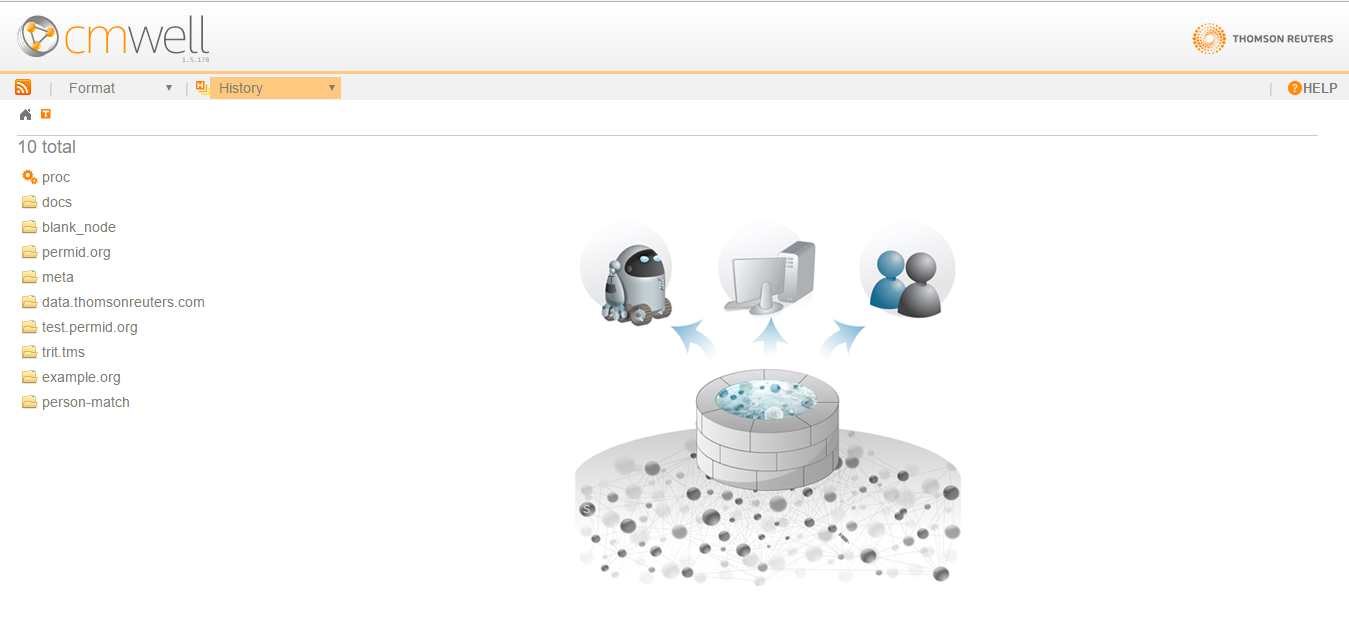 cmwell
1.5.178
THOMSON REUTERS
| Format ▼ | H History ▼ | ? HELP
T
10 total
proc
docs
blank_node
permid.org
meta
data.thomsonreuters.com
test.permid.org
trit.tms
example.org
person-match
S